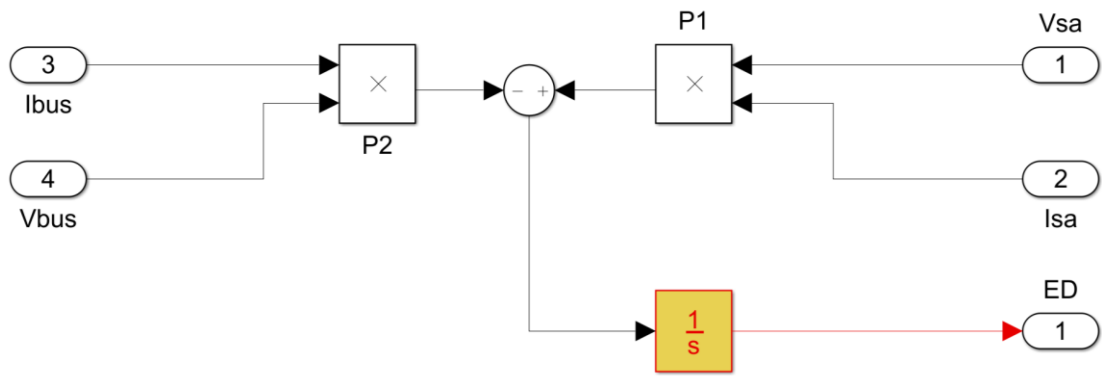 P1
Vsa
3
×
− +
×
1
Ibus
P2
4
2
Vbus
Isa
ED
1
s
1